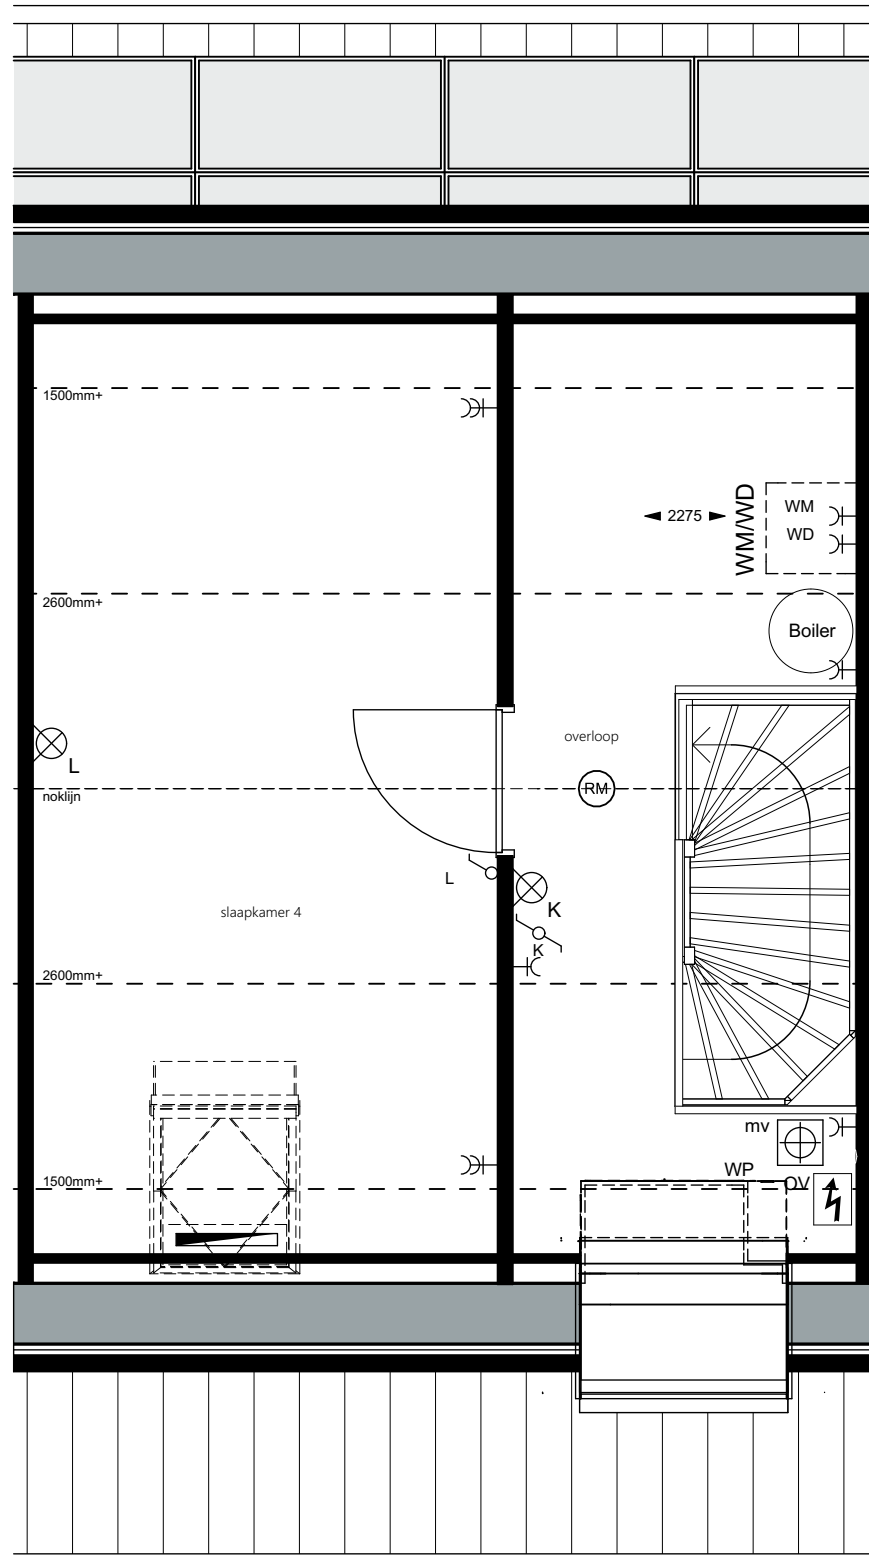 1500mm+
2275
WM/WD
WM
WD
2600mm+
Boiler
overloop
L
noklijn
RM
L
K
slaapkamer 4
K
2600mm+
mv
WP
OV
1500mm+